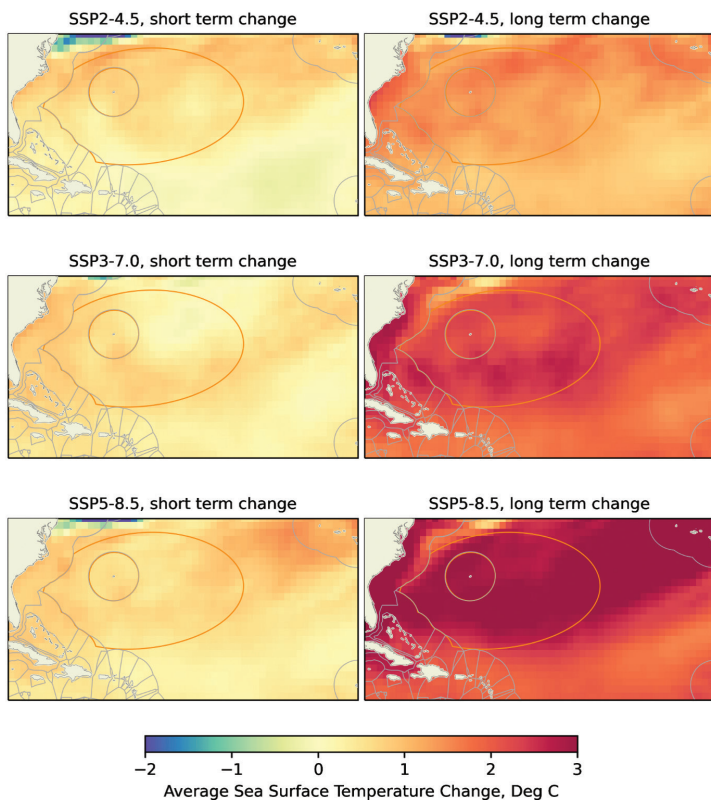 SSP2-4.5, short term change
SSP2-4.5, long term change
SSP3-7.0, short term change
SSP3-7.0, long term change
SSP5-8.5, short term change
SSP5-8.5, long term change
−2 −1 0 1 2 3
Average Sea Surface Temperature Change, Deg C